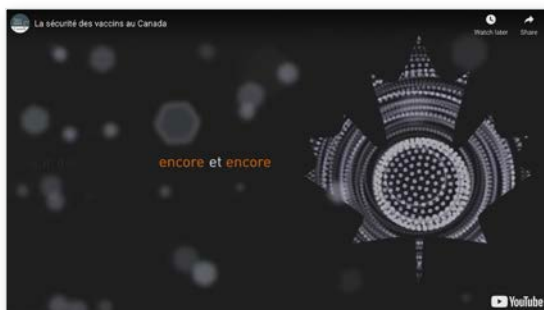 La sécurité des vaccins au Canada
Watch later
Share
encore et encore
YouTube